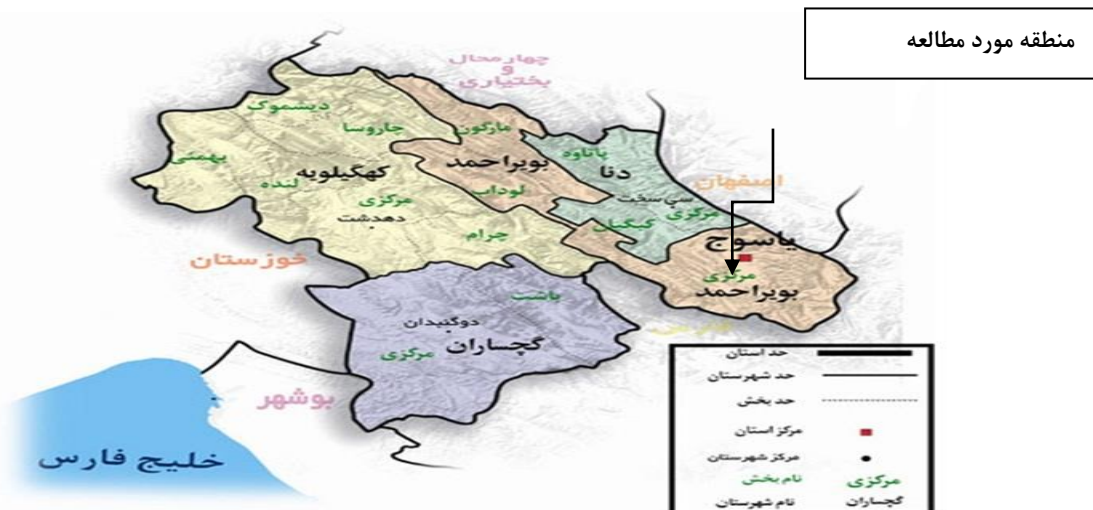 منطقه مورد مطالعه
چهارمحال
و
بختیاری
دیشموک
چاروسا
مارگون
بهمئی
لنده
کهگیلویه
بویراحمد
پاتاوه
دنا
اصفهان
مرکزی
دهدشت
لوداب
سی سخت
مرکزی
کبگیان
چرام
یاسوج
مرکزی
بویراحمد
خوزستان
باشت
دوگنبدان
گچساران
مرکزی
بوشهر
خلیج فارس
حد استان
حد شهرستان
حد بخش
مرکز استان
مرکز شهرستان
نام بخش مرکزی
نام شهرستان گچساران